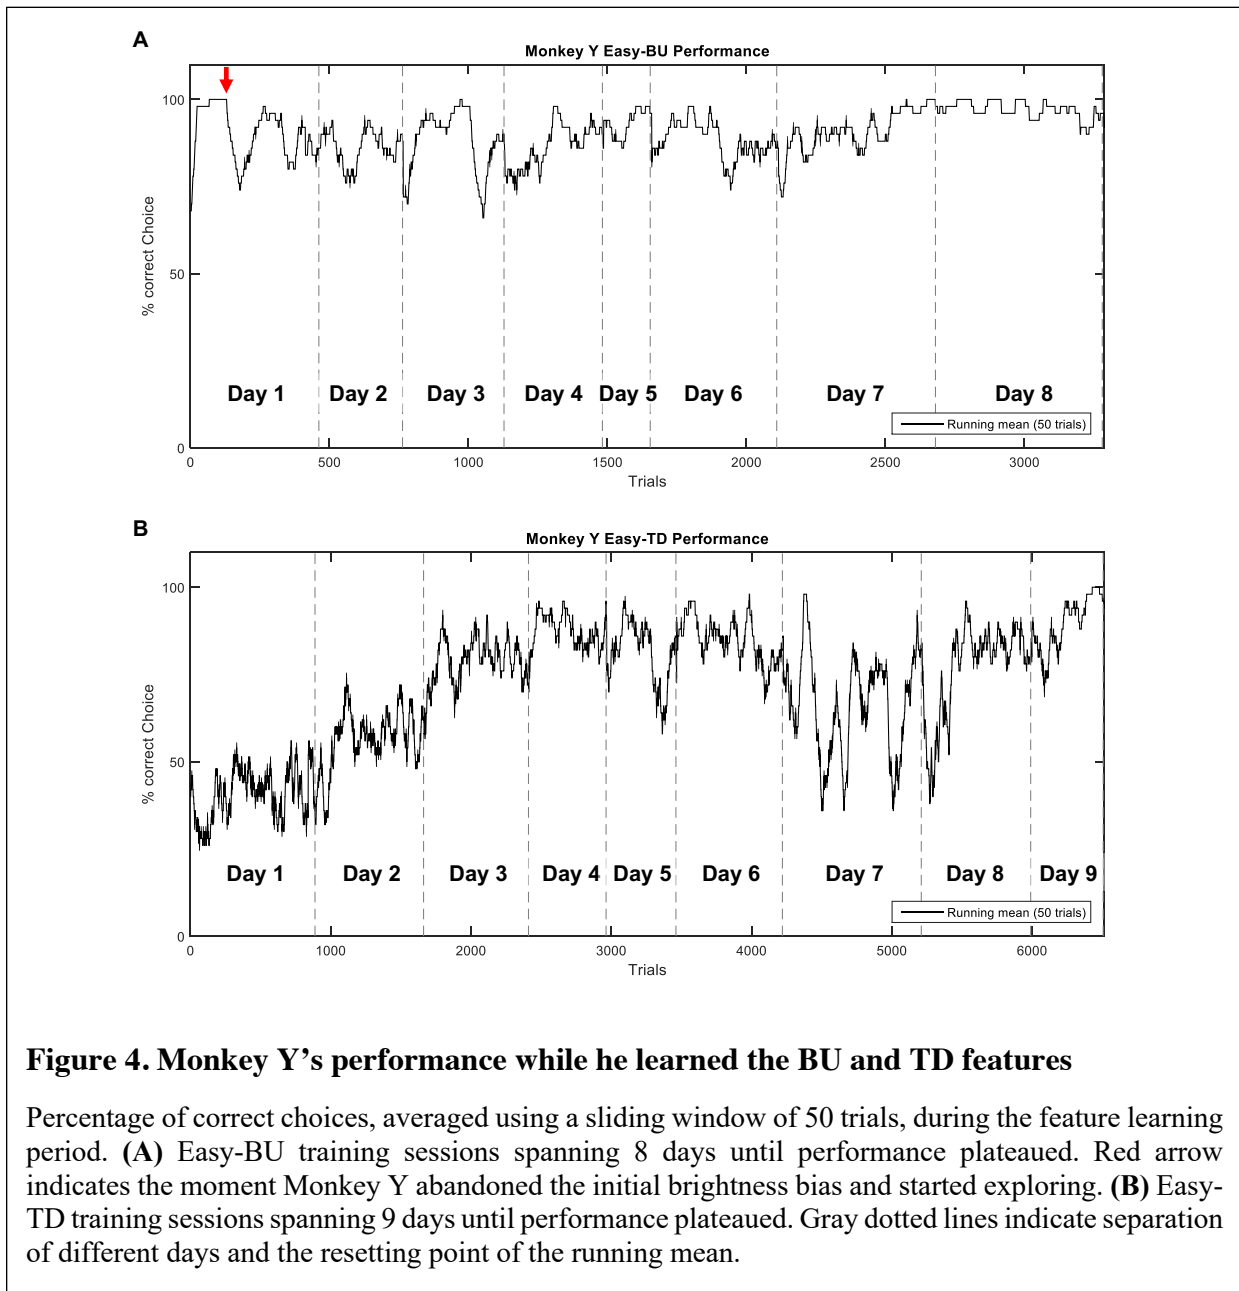 A
Monkey Y Easy-BU Performance
100
50
0
% correct Choice
Day 1
Day 2
Day 3
Day 4
Day 5
Day 6
Day 7
Day 8
Running mean (50 trials)
0 500 1000 1500 2000 2500 3000
Trials
B
Monkey Y Easy-TD Performance
100
50
0
% correct Choice
Day 1
Day 2
Day 3
Day 4
Day 5
Day 6
Day 7
Day 8
Day 9
Running mean (50 trials)
0 1000 2000 3000 4000 5000 6000
Trials
Figure 4. Monkey Y’s performance while he learned the BU and TD features
Percentage of correct choices, averaged using a sliding window of 50 trials, during the feature learning
period. (A) Easy-BU training sessions spanning 8 days until performance plateaued. Red arrow
indicates the moment Monkey Y abandoned the initial brightness bias and started exploring. (B) Easy-
TD training sessions spanning 9 days until performance plateaued. Gray dotted lines indicate separation
of different days and the resetting point of the running mean.